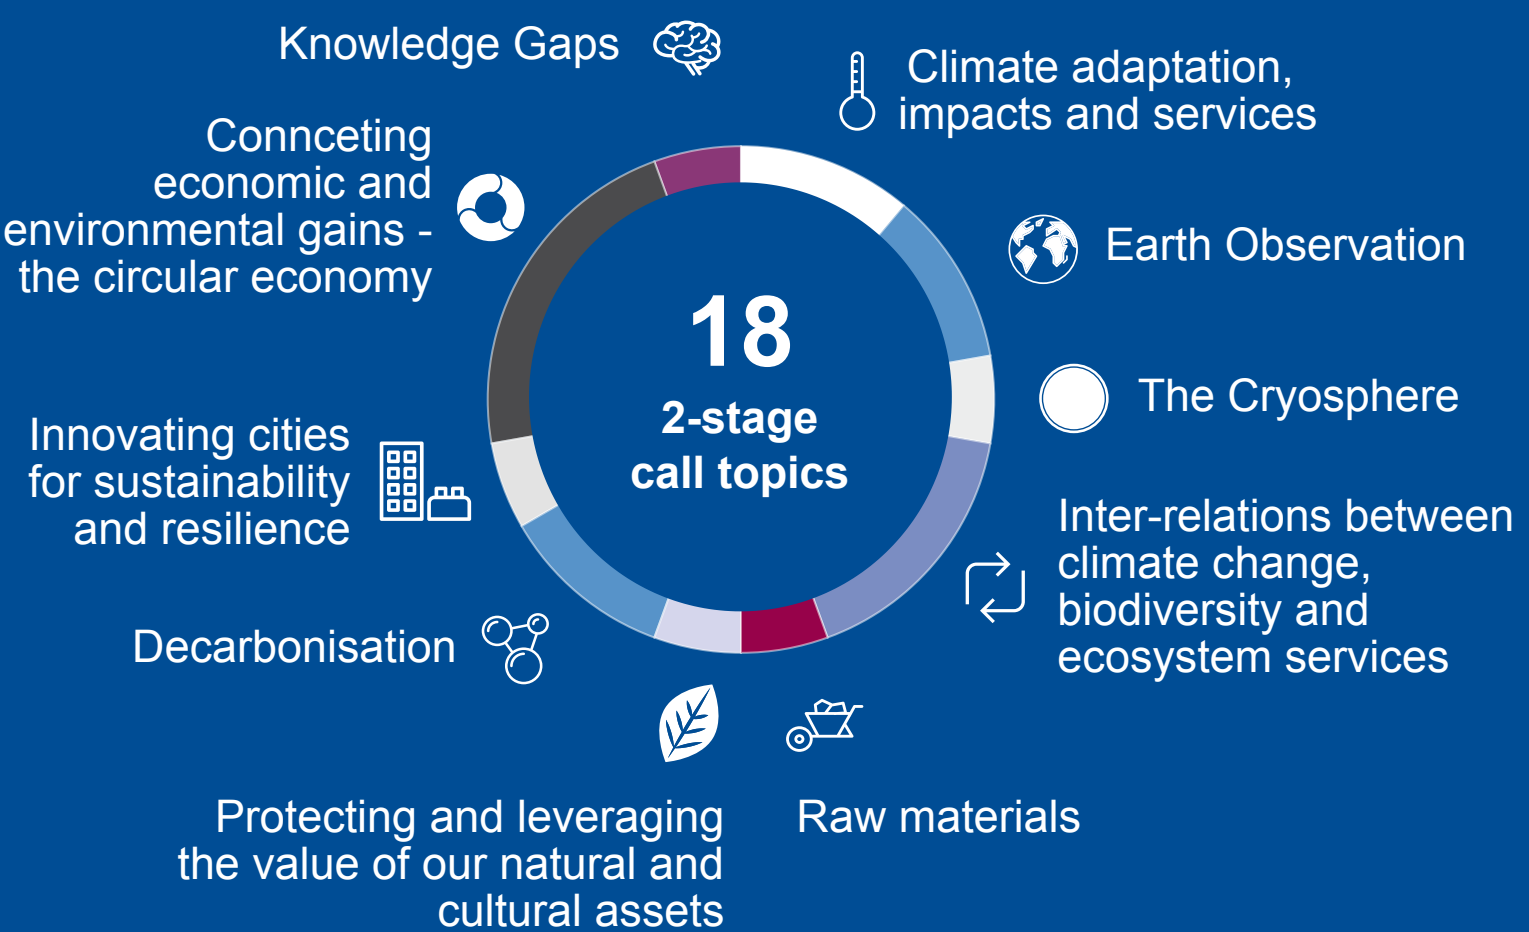 Knowledge Gaps
Climate adaptation,
impacts and services
Connceting
economic and
environmental gains -
the circular economy
Earth Observation
18
2-stage
call topics
The Cryosphere
Innovating cities
for sustainability
and resilience
Inter-relations between
climate change,
biodiversity and
ecosystem services
Decarbonisation
Protecting and leveraging
the value of our natural and
cultural assets
Raw materials